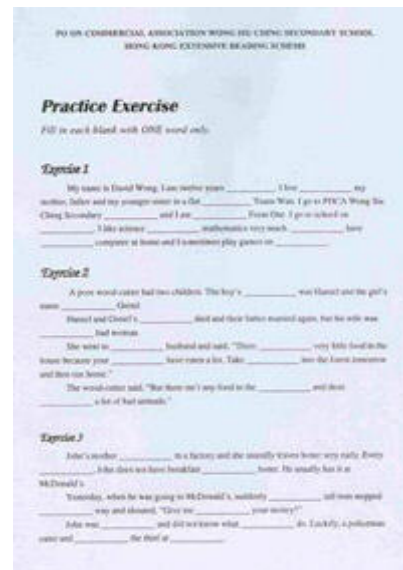 PO ON COMMERCIAL ASSOCIATION WONG SIU CHING SECONDARY SCHOOL
HONG KONG EXTENSIVE READING SCHEME
Practice Exercise
Fill in each blank with ONE word only.
Exercise 1
My name is David Wong. I am twelve years __________ . I live __________ my
mother, father and my younger sister in a flat __________ Tsuen Wan. I go to POCA Wong Siu
Ching Secondary __________ and I am __________ Form One. I go to school on
__________ . I like science __________ mathematics very much. __________ have
__________ computer at home and I sometimes play games on __________ .
Exercise 2
A poor wood-cutter had two children. The boy's __________ was Hansel and the girl's
name __________ Gretel.
Hansel and Gretel's __________ died and their father married again, but his wife was
__________ bad woman.
She went to __________ husband and said, "There __________ very little food in the
house because your __________ have eaten a lot. Take __________ into the forest tomorrow
and then run home."
The wood-cutter said, "But there isn't any food in the __________ and there
__________ a lot of bad animals."
Exercise 3
John's mother __________ in a factory and she usually leaves home very early. Every
__________ , John does not have breakfast __________ home. He usually has it at
McDonald's.
Yesterday, when he was going to McDonald's, suddenly __________ tall man stopped
__________ way and shouted, "Give me __________ your money!"
John was __________ and did not know what __________ do. Luckily, a policeman
came and __________ the thief at __________ .